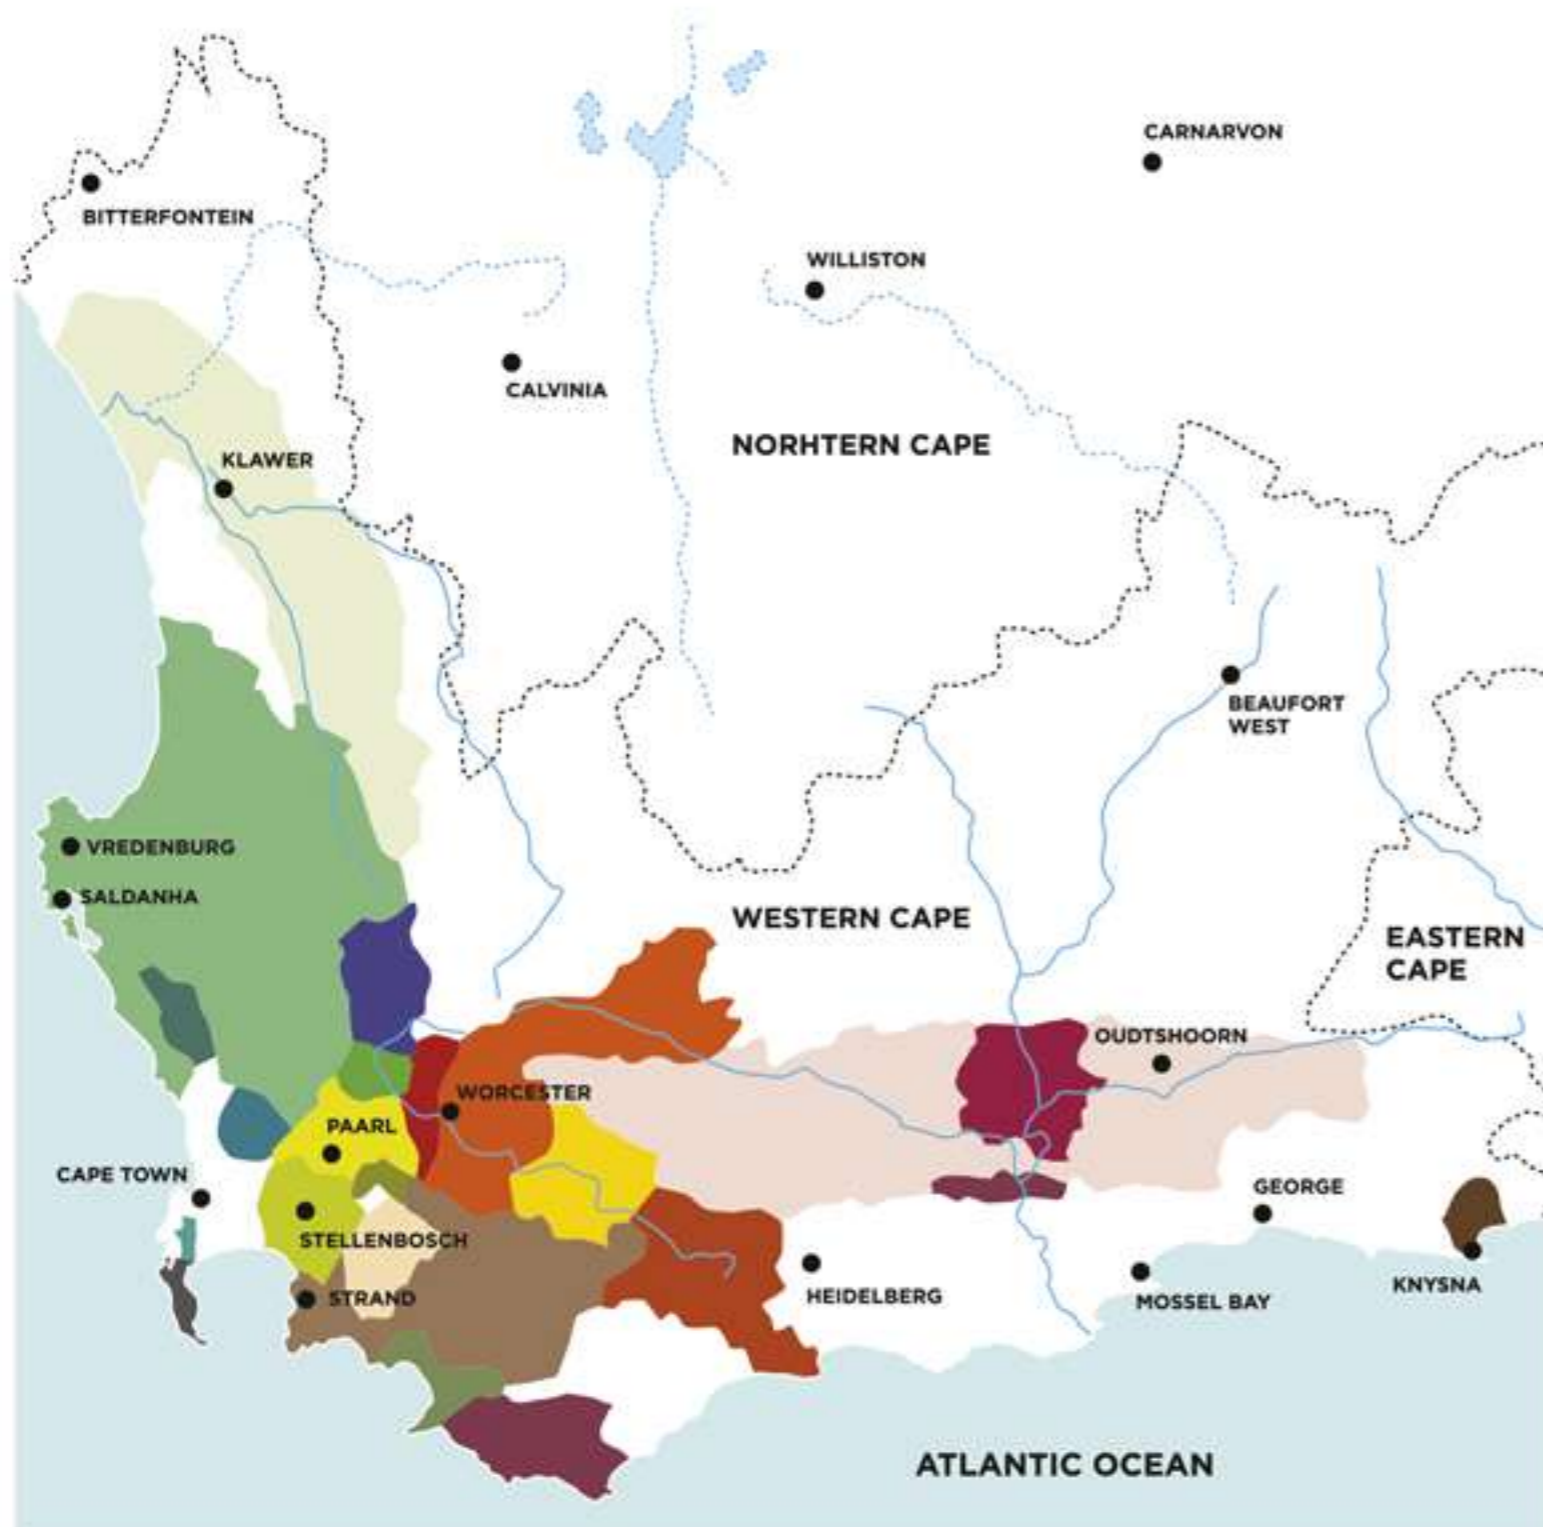 CARNARVON
BITTERFONTEIN
WILLISTON
CALVINIA
NORHTERN CAPE
KLAWER
BEAUFORT
WEST
VREDENBURG
SALDANHA
WESTERN CAPE
EASTERN
CAPE
OUDTSHOORN
WORCESTER
PAARL
CAPE TOWN
GEORGE
STELLENBOSCH
KNYSNA
STRAND
HEIDELBERG
MOSSEL BAY
ATLANTIC OCEAN